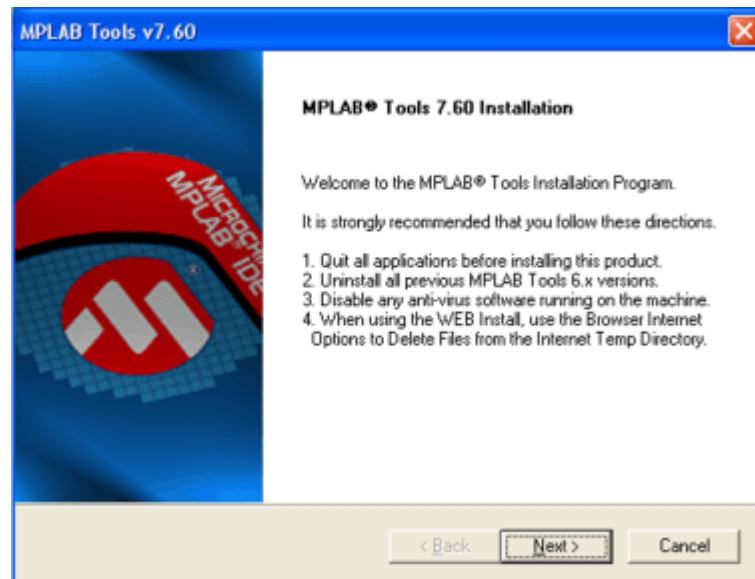 MPLAB Tools v7.60
MICROCHIP
MPLAB® IDE
MPLAB® Tools 7.60 Installation
Welcome to the MPLAB® Tools Installation Program.
It is strongly recommended that you follow these directions.
1. Quit all applications before installing this product.
2. Uninstall all previous MPLAB Tools 6.x versions.
3. Disable any anti-virus software running on the machine.
4. When using the WEB Install, use the Browser Internet
Options to Delete Files from the Internet Temp Directory.
< Back
Next >
Cancel